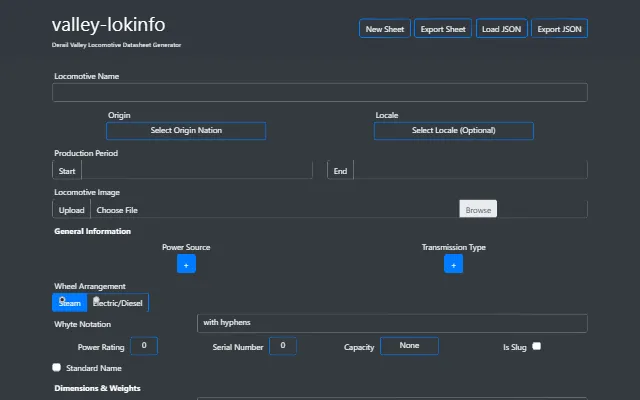 valley-lokinfo
Derail Valley Locomotive Datasheet Generator
New Sheet Export Sheet Load JSON Export JSON
Locomotive Name
Origin Locale
Select Origin Nation Select Locale (Optional)
Production Period
Start End
Locomotive Image
Upload Choose File Browse
General Information
Power Source Transmission Type
+ +
Wheel Arrangement
Steam Electric/Diesel
Whyte Notation with hyphens
Power Rating 0 Serial Number 0 Capacity None Is Slug
Standard Name
Dimensions & Weights